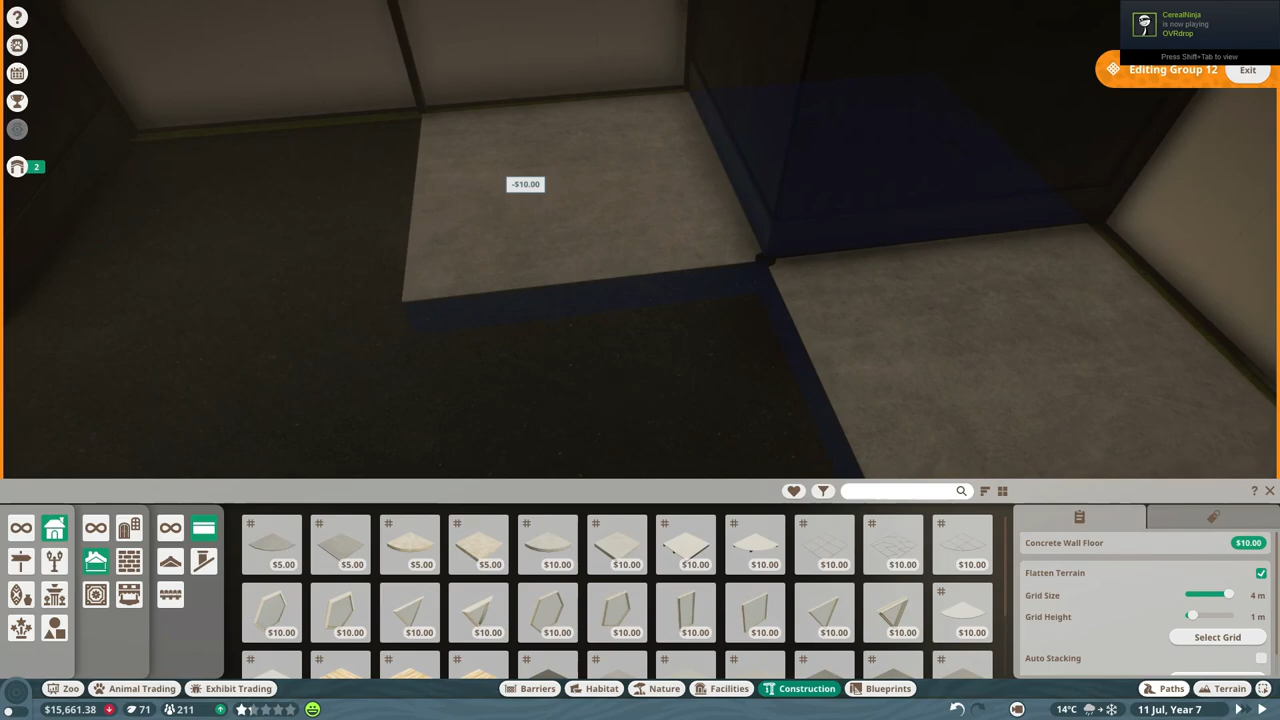 CerealNinja
is now playing
OVRdrop
Press Shift+Tab to view
Editing Group 12
Exit
?
2
-$10.00
?
Concrete Wall Floor
$10.00
$5.00
$5.00
$5.00
$5.00
$10.00
$10.00
$10.00
$10.00
$10.00
$10.00
$10.00
Flatten Terrain
Grid Size
4 m
Grid Height
1 m
$10.00
$10.00
$10.00
$10.00
$10.00
$10.00
$10.00
$10.00
$10.00
$10.00
$10.00
Select Grid
Auto Stacking
Zoo
Animal Trading
Exhibit Trading
Barriers
Habitat
Nature
Facilities
Construction
Blueprints
Paths
Terrain
$15,661.38
71
211
14°C
11 Jul, Year 7